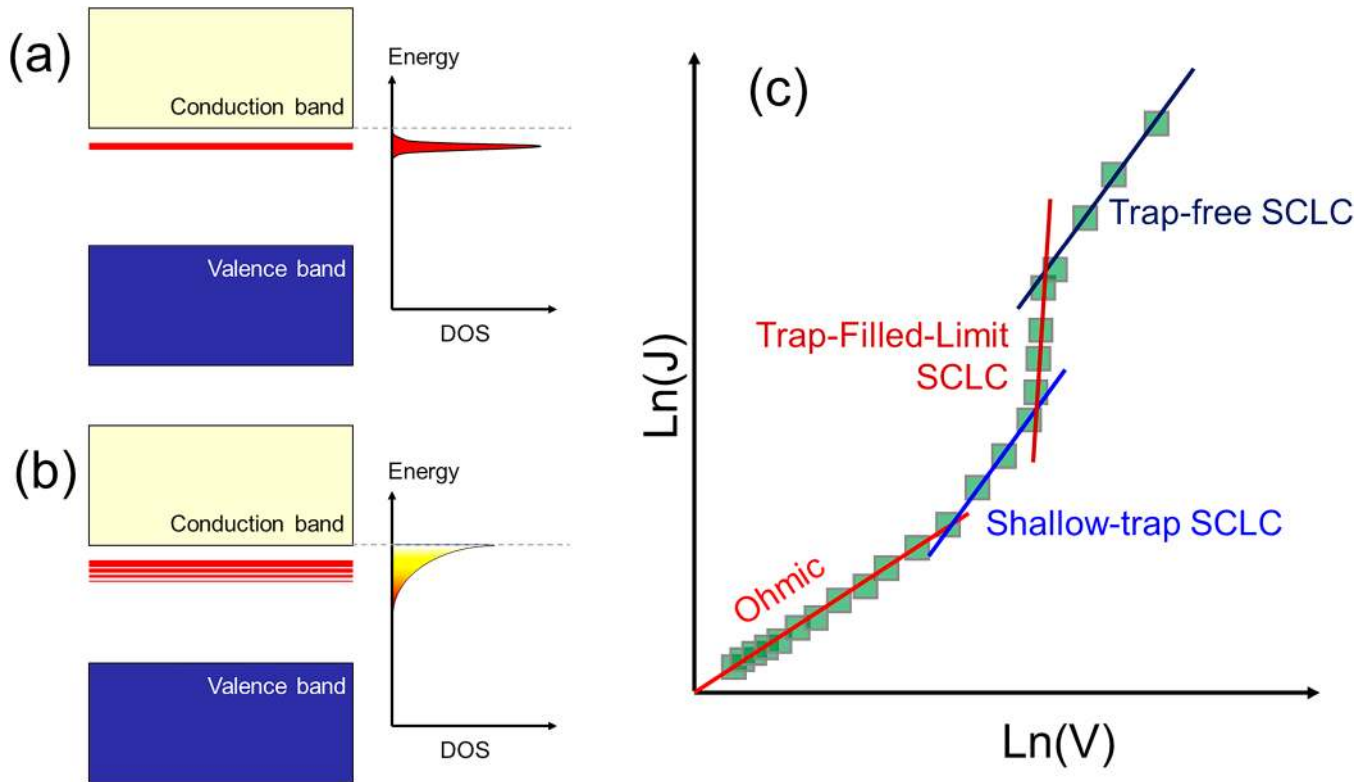 (a)
Conduction band
Valence band
Energy
DOS
(b)
Conduction band
Valence band
Energy
DOS
(c)
Ln(J)
Trap-free SCLC
Trap-Filled-Limit
SCLC
Shallow-trap SCLC
Ohmic
Ln(V)